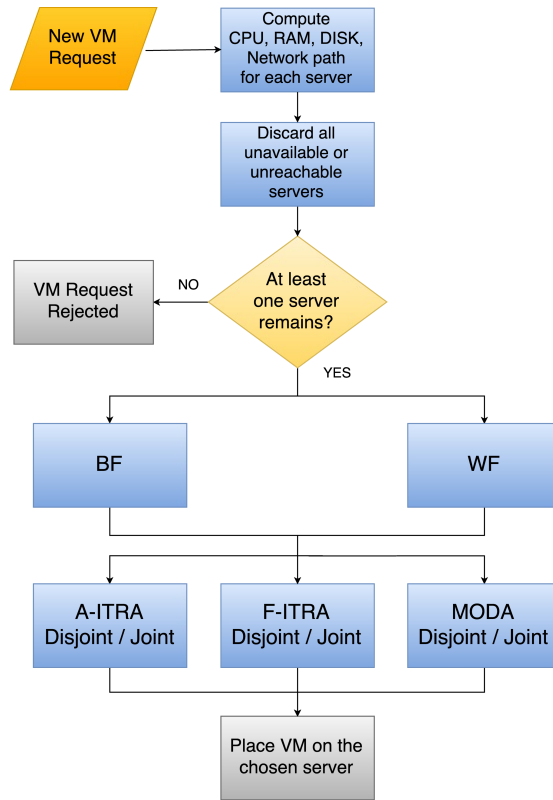 New VM
Request
Compute
CPU, RAM, DISK,
Network path
for each server
Discard all
unavailable or
unreachable
servers
At least
one server
remains?
NO
VM Request
Rejected
YES
BF
WF
A-ITRA
Disjoint / Joint
F-ITRA
Disjoint / Joint
MODA
Disjoint / Joint
Place VM on the
chosen server